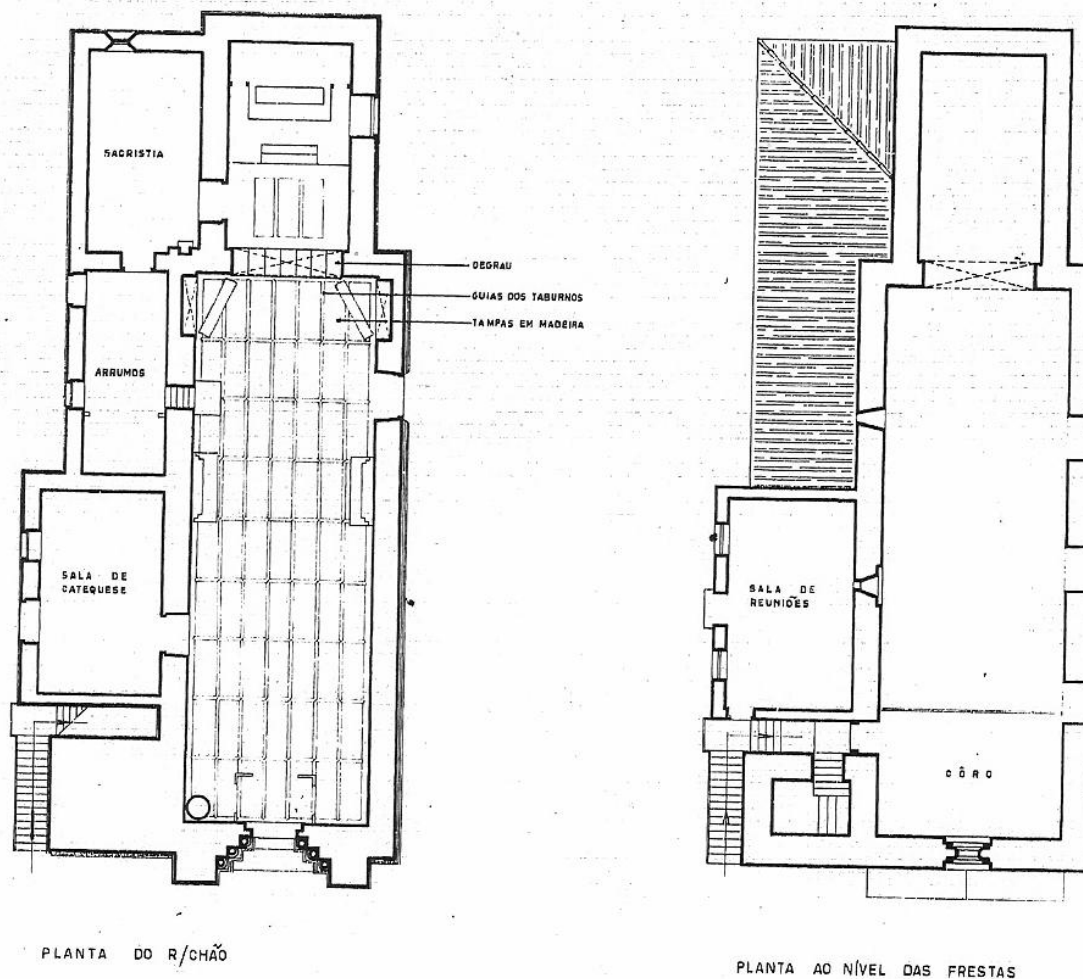 SACRISTIA
DEGRAU
GUIAS DOS TABURNOS
TAMPAS EM MADEIRA
ARRUMOS
SALA DE
CATEQUESE
PLANTA DO R/CHÃO
SALA DE
REUNIÕES
CÔRO
PLANTA AO NÍVEL DAS FRESTAS